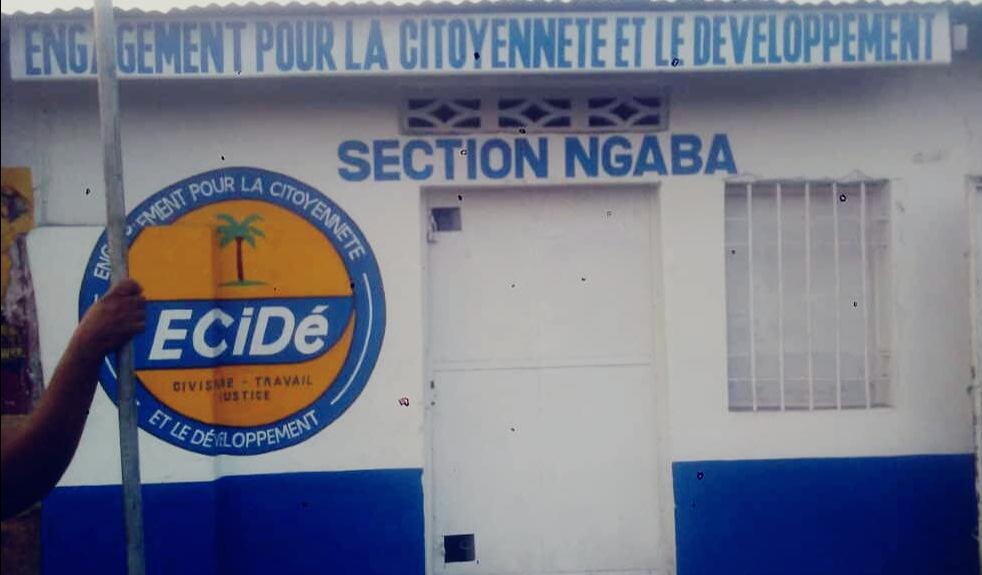 ENGAGEMENT POUR LA CITOYENNETE ET LE DEVELOPPEMENT
SECTION NGABA
ENGAGEMENT POUR LA CITOYENNETE
ECiDé
CIVISME - TRAVAIL
JUSTICE
ET LE DÉVELOPPEMENT